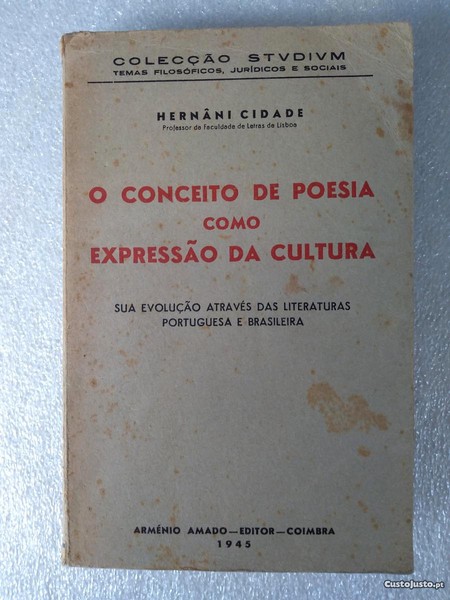 COLECÇÃO STVDIVM
TEMAS FILOSÓFICOS, JURÍDICOS E SOCIAIS
HERNÂNI CIDADE
Professor da Faculdade de Letras de Lisboa
O CONCEITO DE POESIA
COMO
EXPRESSÃO DA CULTURA
SUA EVOLUÇÃO ATRAVÉS DAS LITERATURAS
PORTUGUESA E BRASILEIRA
ARMÉNIO AMADO—EDITOR—COIMBRA
1945
CustoJusto.pt